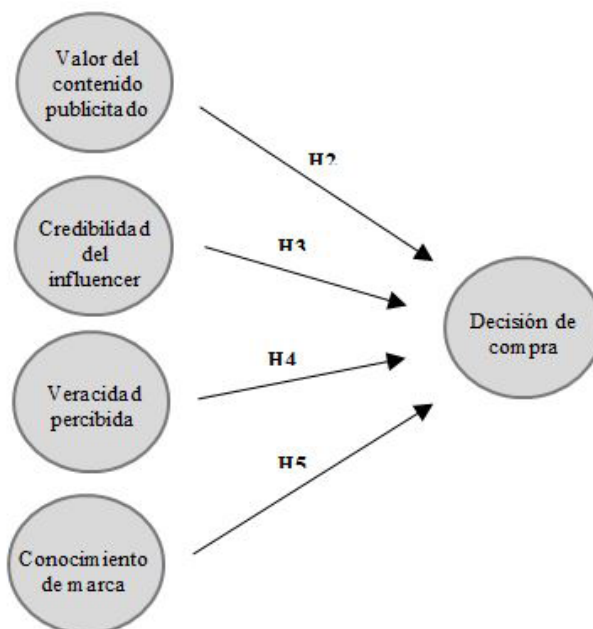 Valor del
contenido
publicitado
H2
Credibilidad
del
influencer
H3
Decisión de
compra
H4
Veracidad
percibida
H5
Conocimiento
de marca